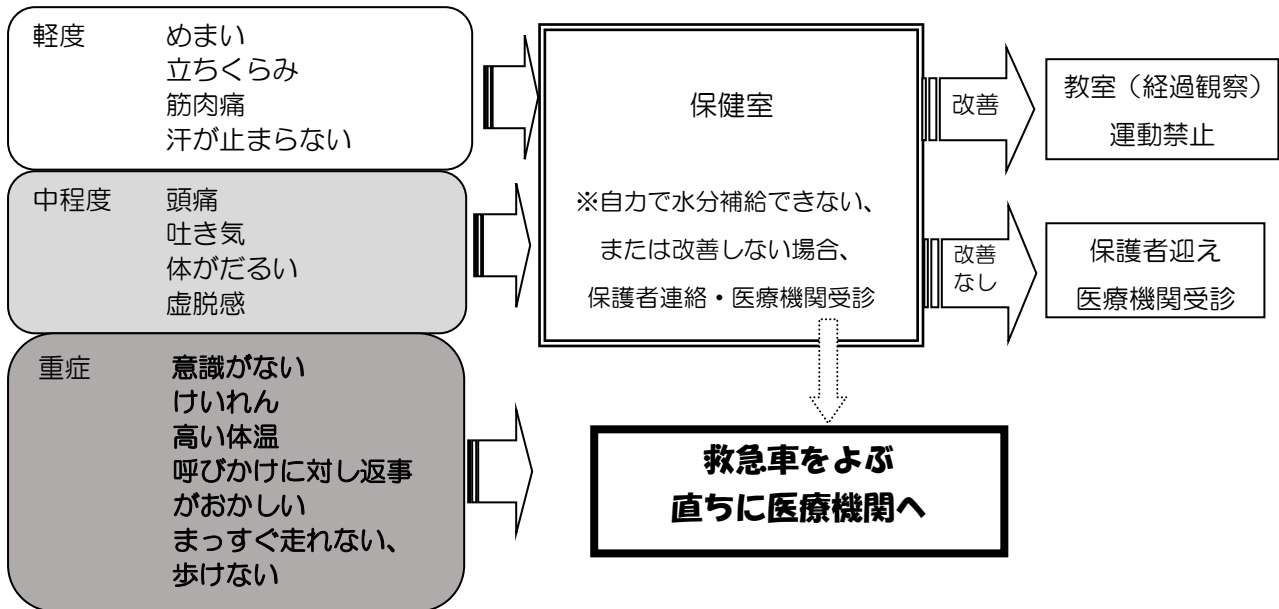 軽度 めまい
立ちくらみ
筋肉痛
汗が止まらない
中程度 頭痛
吐き気
体がだるい
虚脱感
重症 意識がない
けいれん
高い体温
呼びかけに対し返事
がおかしい
まっすぐ走れない、
歩けない
保健室
※自力で水分補給できない、
または改善しない場合、
保護者連絡・医療機関受診
改善
教室（経過観察）
運動禁止
改善
なし
保護者迎え
医療機関受診
救急車をよぶ
直ちに医療機関へ